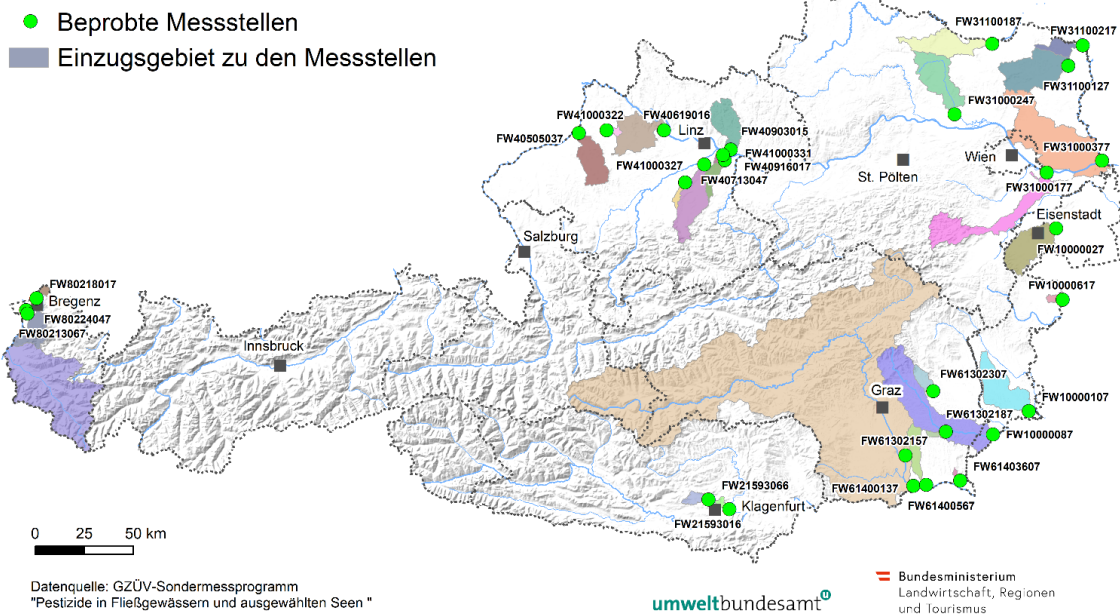 Beprobte Messstellen
Einzugsgebiet zu den Messstellen
FW31100187
FW31100217
FW31100127
FW31000247
FW41000322
FW40619016
FW40505037
Linz
FW40903015
FW41000331
FW41000327
FW40916017
FW40713047
Wien
FW31000377
St. Pölten
FW31000177
Eisenstadt
FW10000027
Salzburg
FW10000617
FW80218017
Bregenz
FW80224047
FW80213067
Innsbruck
FW61302307
Graz
FW10000107
FW61302187
FW10000087
FW61302157
FW61403607
FW61400137
FW61400567
FW21593066
Klagenfurt
FW21593016
0 25 50 km
Datenquelle: GZÜV-Sondermessprogramm
"Pestizide in Fließgewässern und ausgewählten Seen "
umweltbundesamt u
Bundesministerium
Landwirtschaft, Regionen
und Tourismus